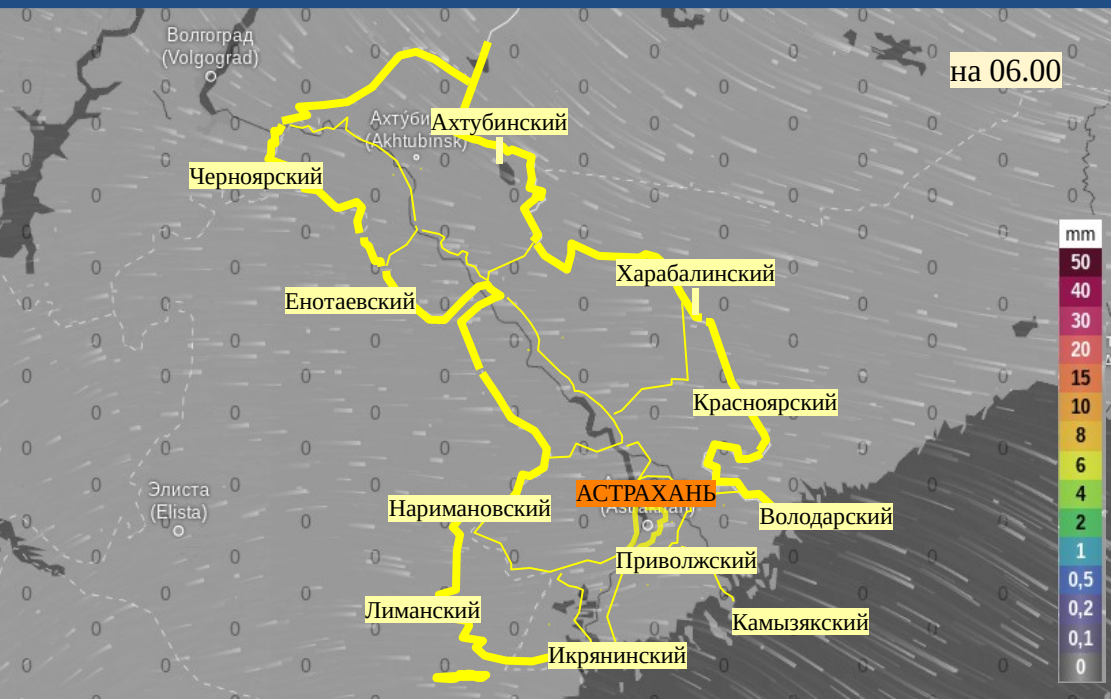 Волгоград
(Volgograd)
на 06.00
Ахтуби
Ахтубинский
(Akhtubinsk)
Черноярский
mm
50
Харабалинский
40
Енотаевский
30
20
15
Красноярский
10
8
6
Элиста
(Elista)
АСТРАХАНЬ
4
Наримановский
Володарский
2
1
Приволжский
0,5
Лиманский
0,2
Камызякский
0,1
Икрянинский
0